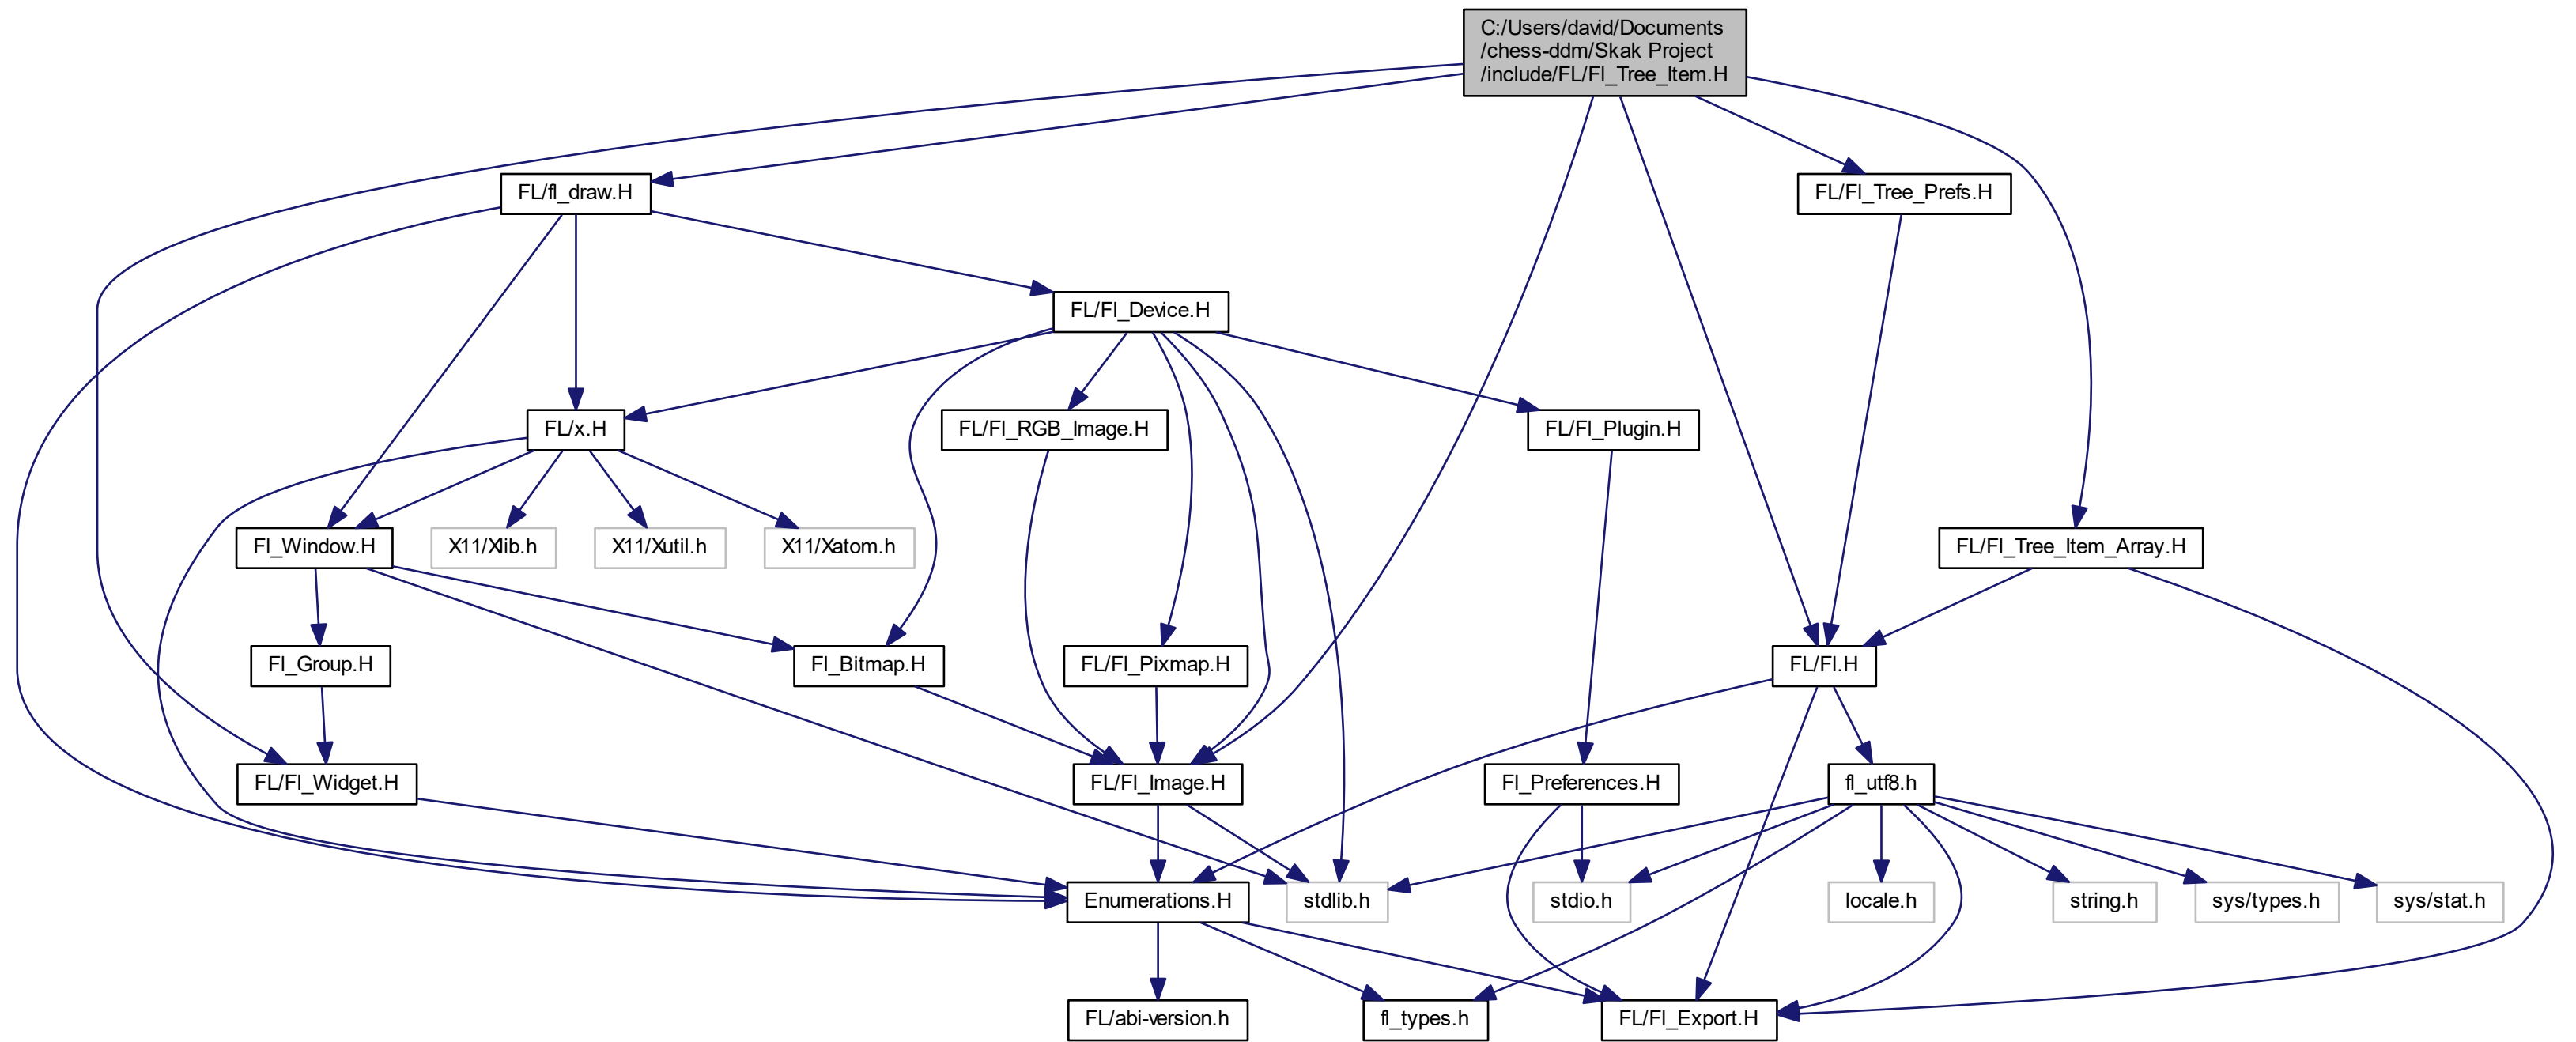 C:/Users/david/Documents
/chess-ddm/Skak Project
/include/FL/Fl_Tree_Item.H
FL/fl_draw.H
FL/Fl_Tree_Prefs.H
FL/Fl_Device.H
FL/x.H
FL/Fl_RGB_Image.H
FL/Fl_Plugin.H
Fl_Window.H
X11/Xlib.h
X11/Xutil.h
X11/Xatom.h
FL/Fl_Tree_Item_Array.H
Fl_Group.H
Fl_Bitmap.H
FL/Fl_Pixmap.H
FL/Fl.H
FL/Fl_Widget.H
FL/Fl_Image.H
Fl_Preferences.H
fl_utf8.h
Enumerations.H
stdlib.h
stdio.h
locale.h
string.h
sys/types.h
sys/stat.h
FL/abi-version.h
fl_types.h
FL/Fl_Export.H